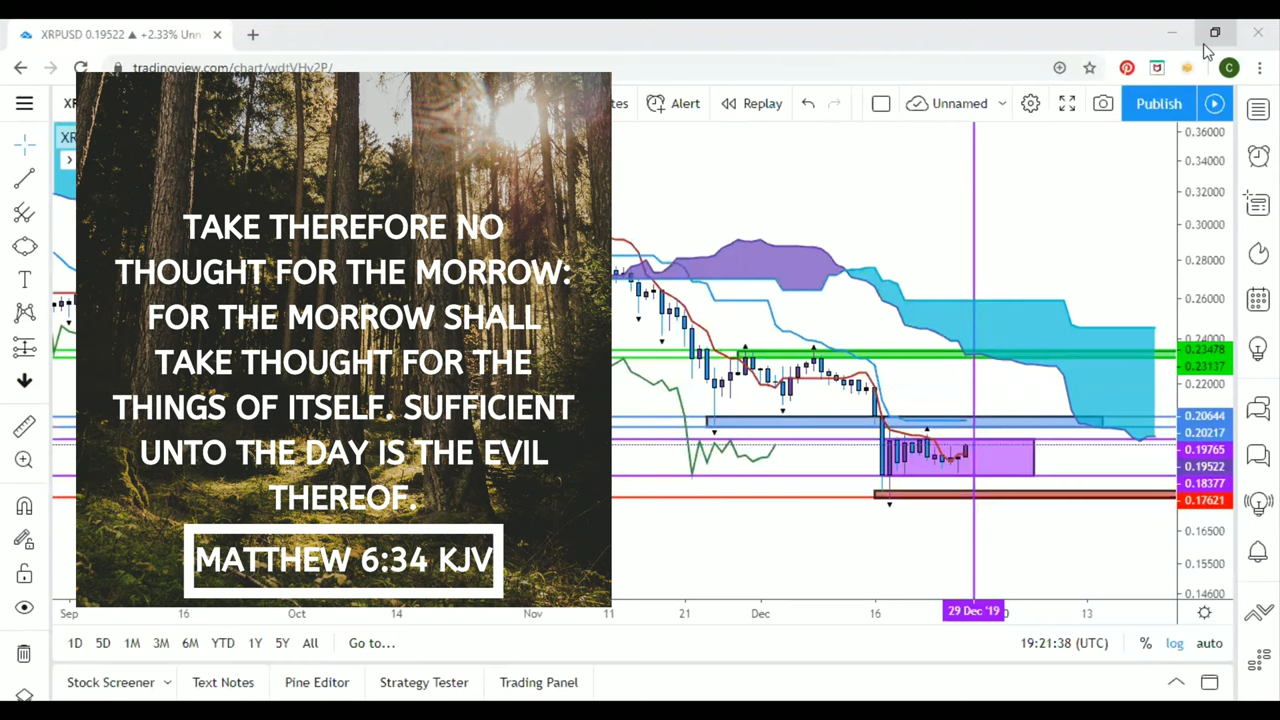 XRPUSD 0.19522 ▲ +2.33% Unn
tradingview.com/chart/wdtVHv2P/
C
XR
tes
Alert
Replay
Unnamed
Publish
XR
TAKE THEREFORE NO
THOUGHT FOR THE MORROW:
FOR THE MORROW SHALL
TAKE THOUGHT FOR THE
THINGS OF ITSELF. SUFFICIENT
UNTO THE DAY IS THE EVIL
THEREOF.
MATTHEW 6:34 KJV
0.36000
0.34000
0.32000
0.30000
0.28000
0.26000
0.24000
0.23478
0.23137
0.22000
0.20644
0.20217
0.19765
0.19522
0.18377
0.17621
0.16500
0.15500
0.14600
Sep 16 Oct 14 Nov 11 21 Dec 16 29 Dec '19 13
1D 5D 1M 3M 6M YTD 1Y 5Y All Go to... 19:21:38 (UTC) % log auto
Stock Screener Text Notes Pine Editor Strategy Tester Trading Panel